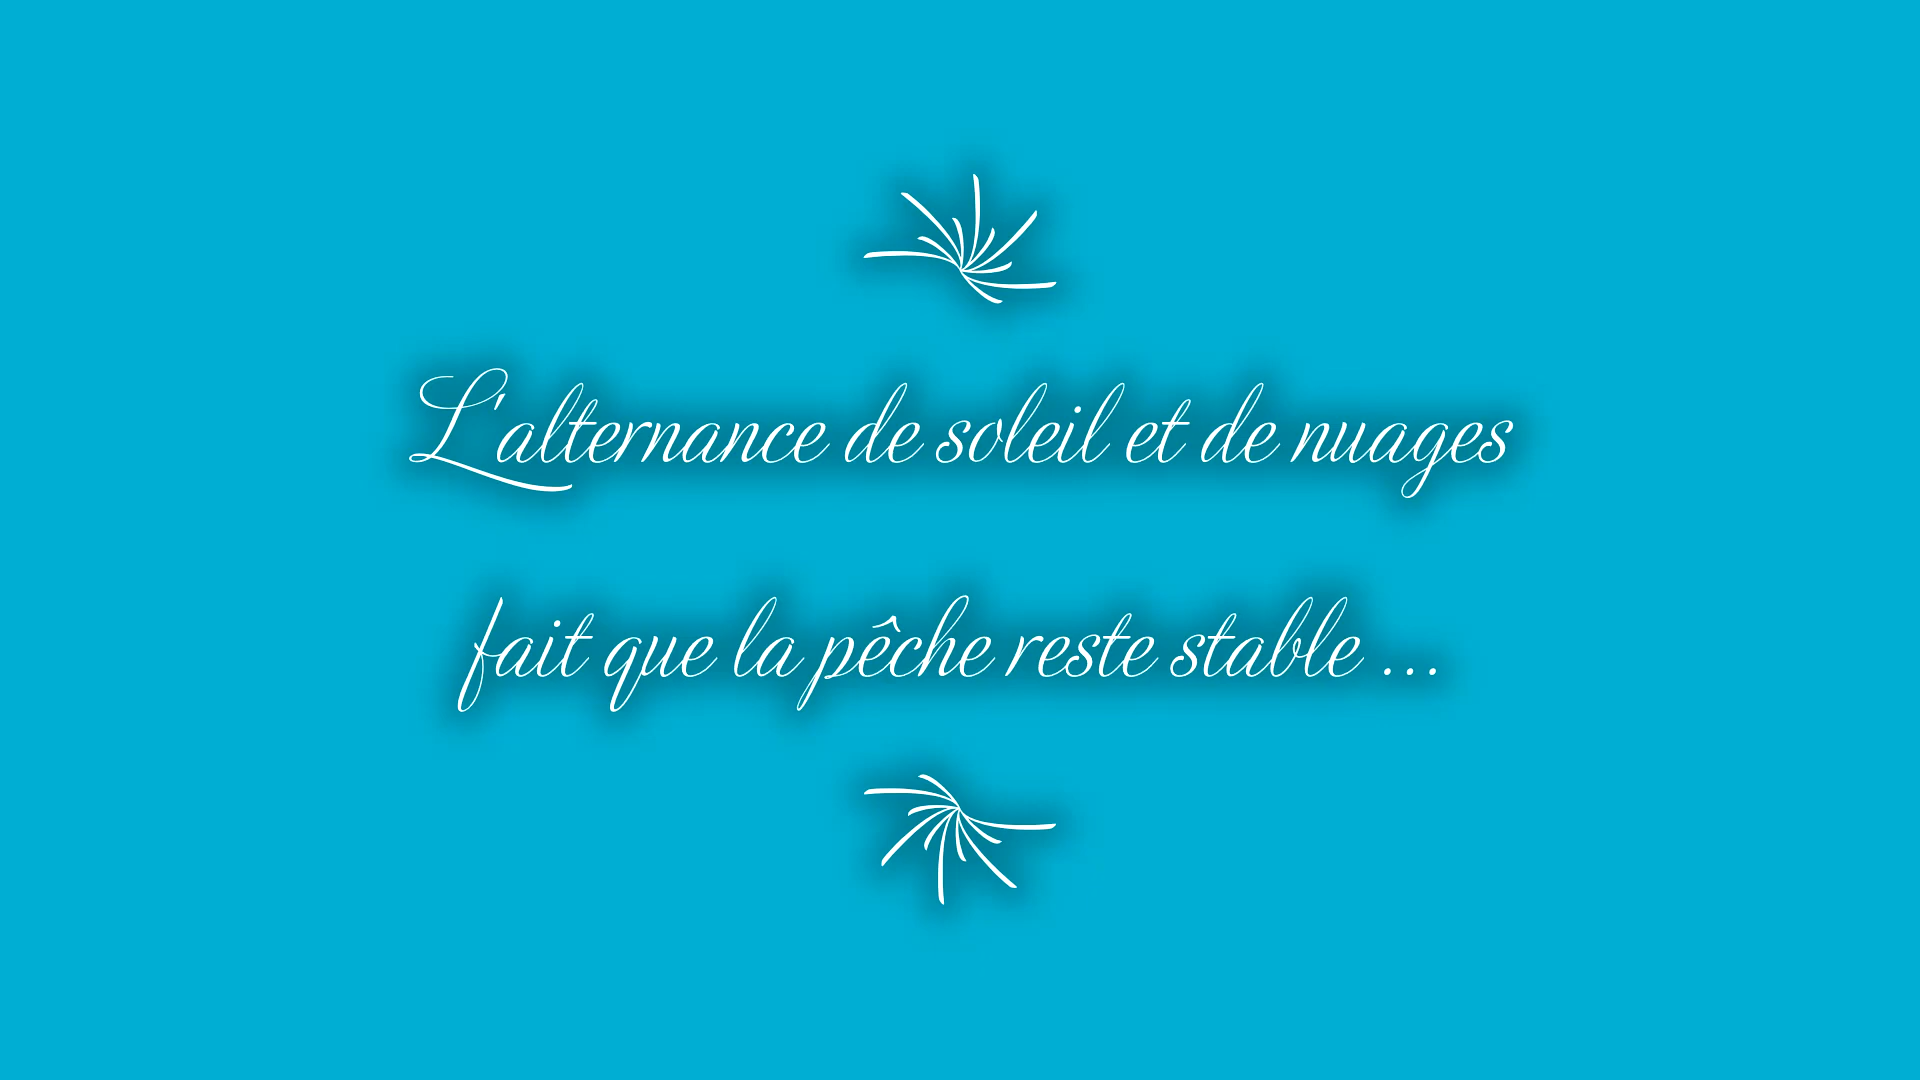 L'alternance de soleil et de nuages
fait que la pêche reste stable ...